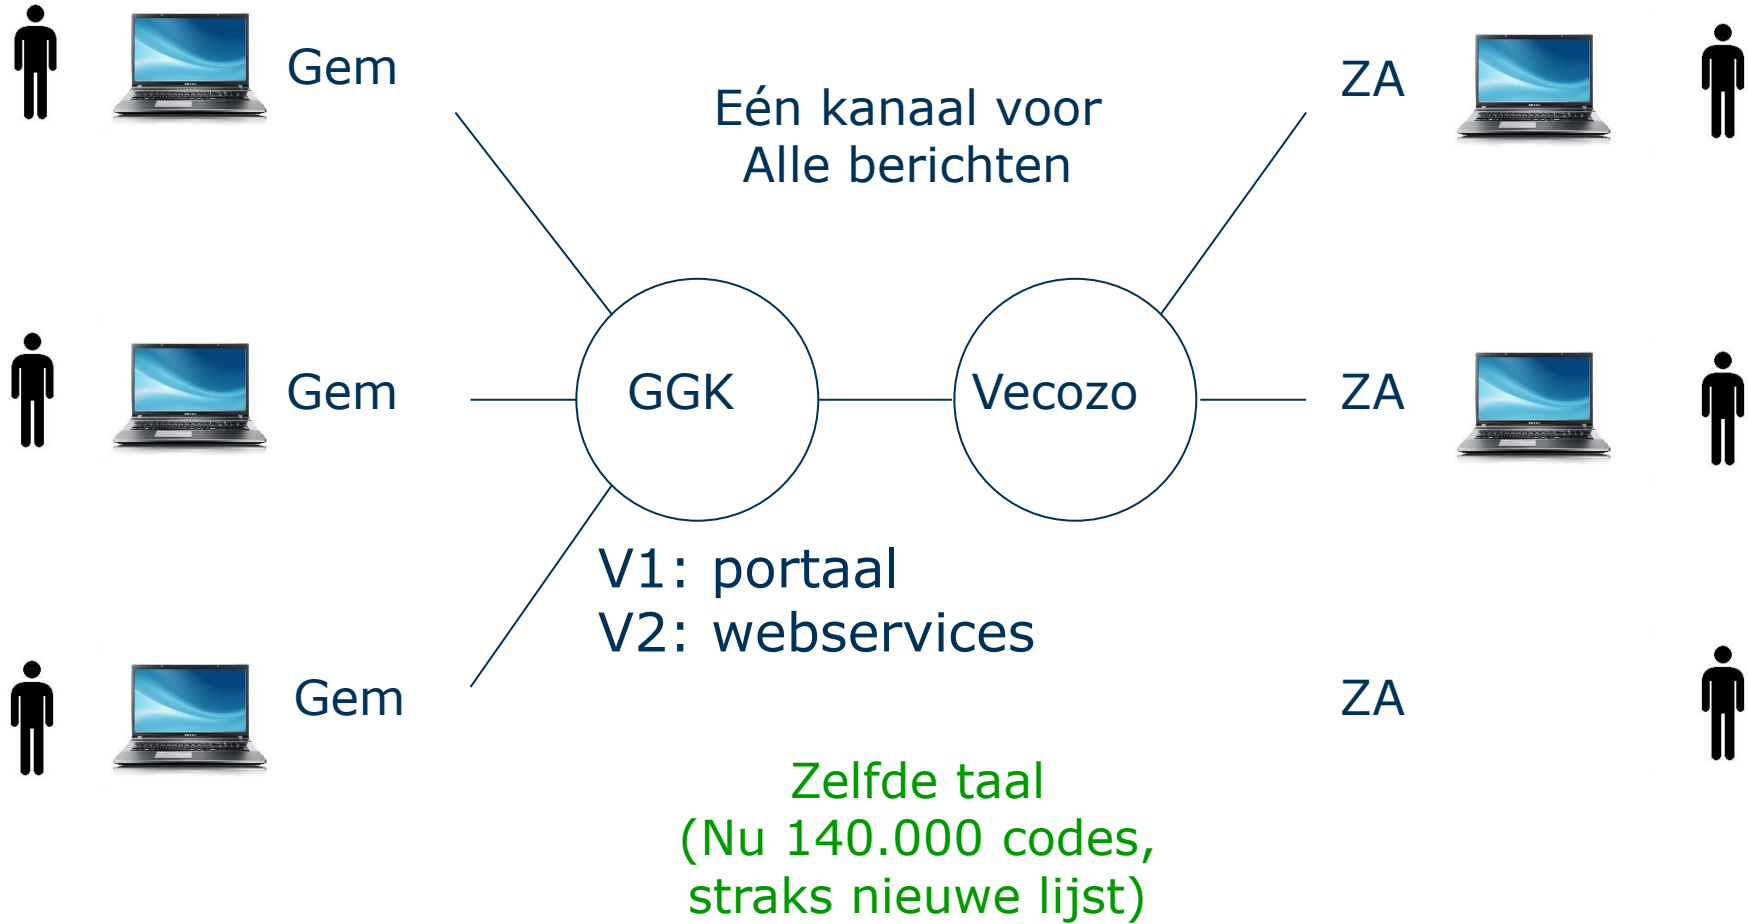 Gem
Eén kanaal voor
Alle berichten
ZA
Gem
GGK
Vecozo
ZA
V1: portaal
V2: webservices
Gem
ZA
Zelfde taal
(Nu 140.000 codes,
straks nieuwe lijst)